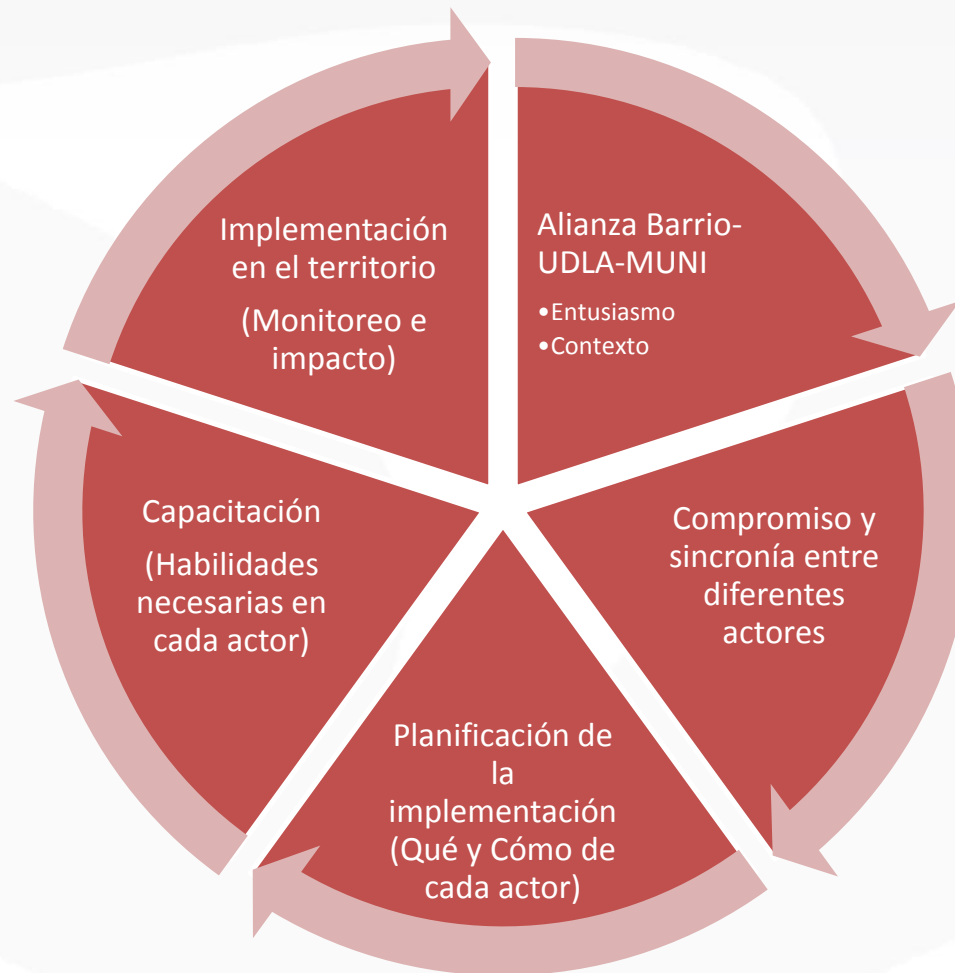 Alianza Barrio-
UDLA-MUNI
•Entusiasmo
•Contexto
Compromiso y
sincronía entre
diferentes
actores
Planificación de
la
implementación
(Qué y Cómo de
cada actor)
Capacitación
(Habilidades
necesarias en
cada actor)
Implementación
en el territorio
(Monitoreo e
impacto)